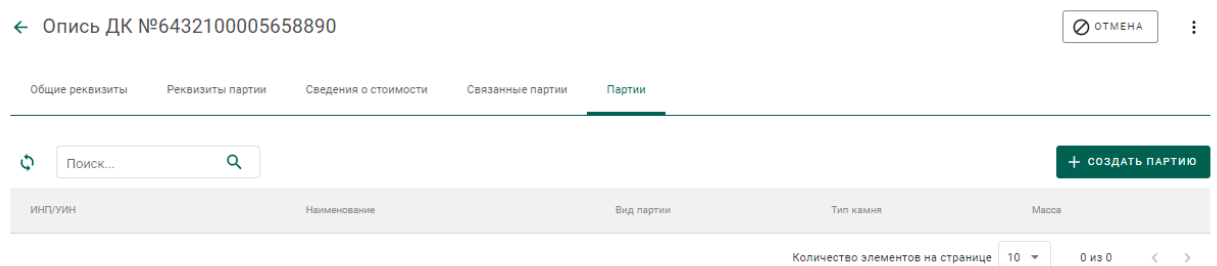 Опись ДК №6432100005658890
ОТМЕНА
Общие реквизиты Реквизиты партии Сведения о стоимости Связанные партии Партии
Поиск...
+ СОЗДАТЬ ПАРТИЮ
ИНП/УИН Наименование Вид партии Тип камня Масса
Количество элементов на странице 10 0 из 0